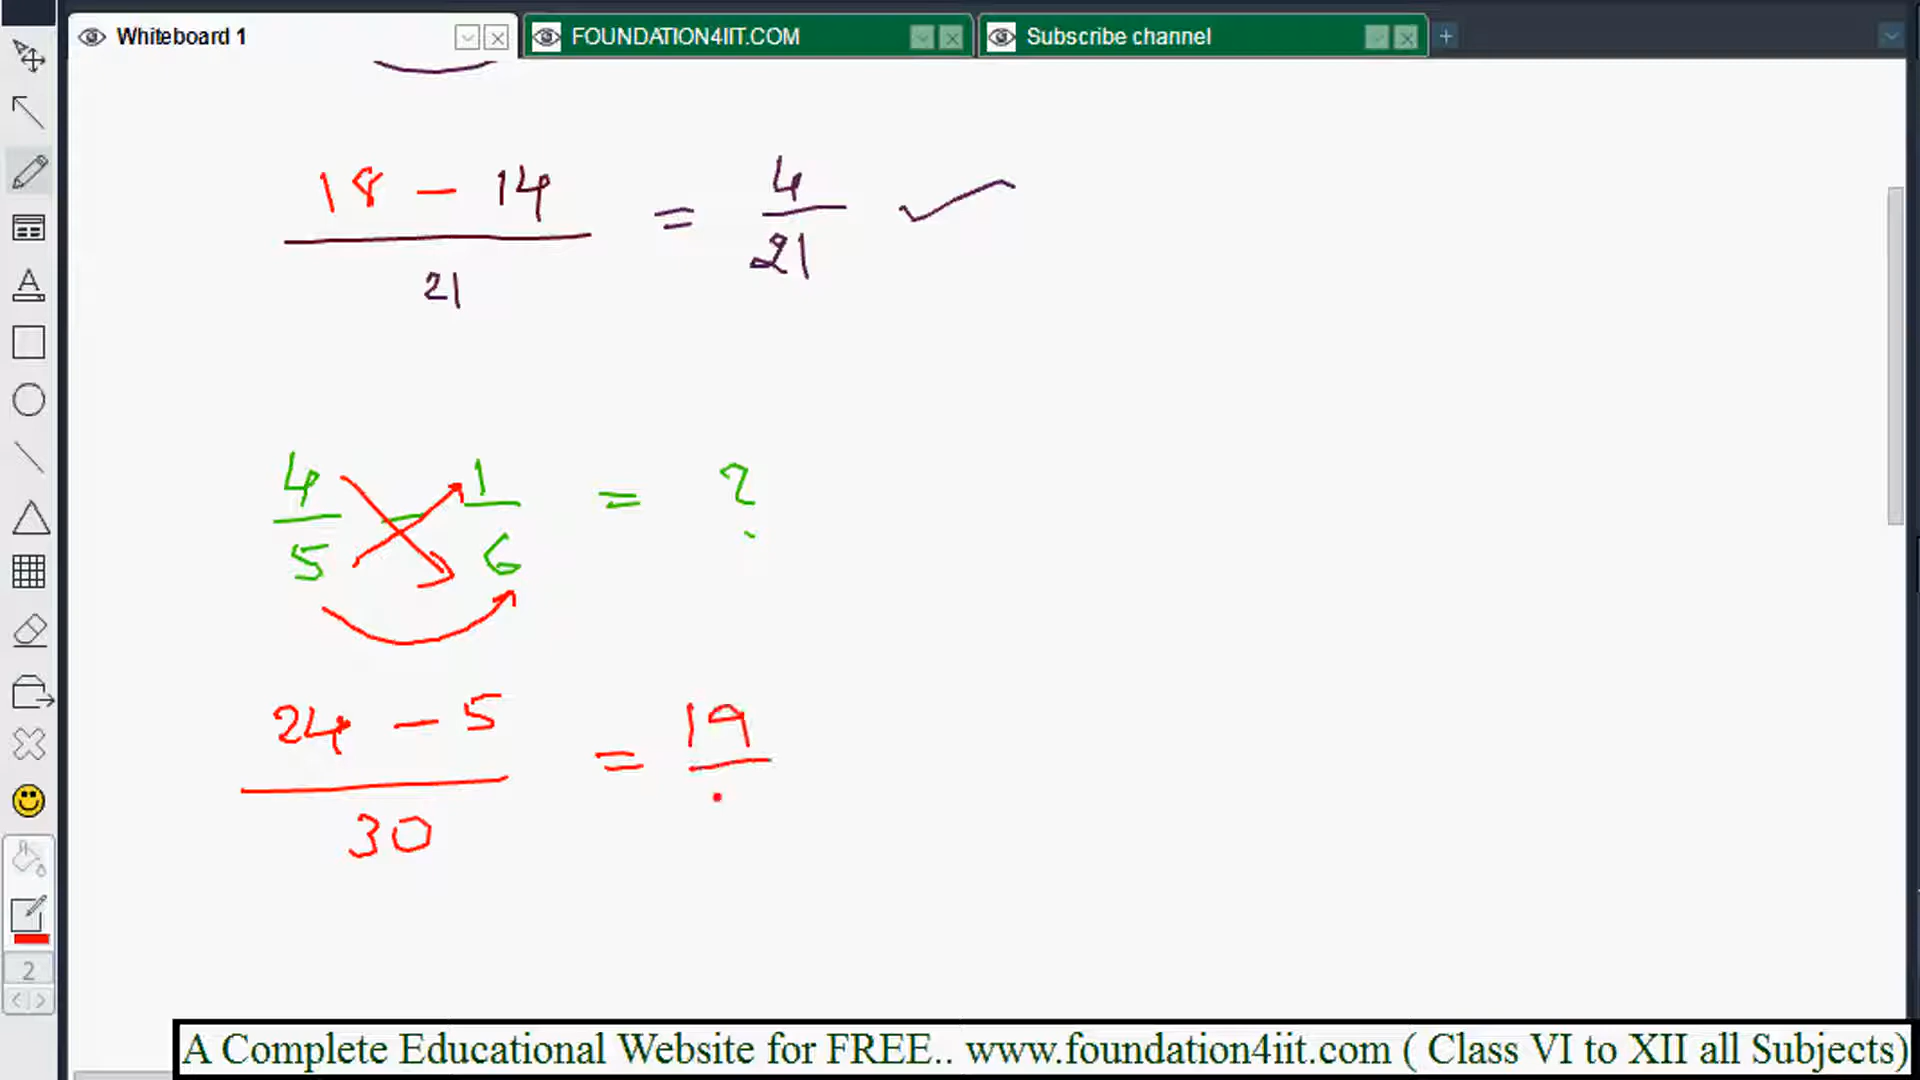 Whiteboard 1
FOUNDATION4IIT.COM
Subscribe channel
18 - 14 / 21 = 4 / 21 ✓
4/5 - 1/6 = ?
24 - 5 / 30 = 19 /
2
A Complete Educational Website for FREE.. www.foundation4iit.com ( Class VI to XII all Subjects)